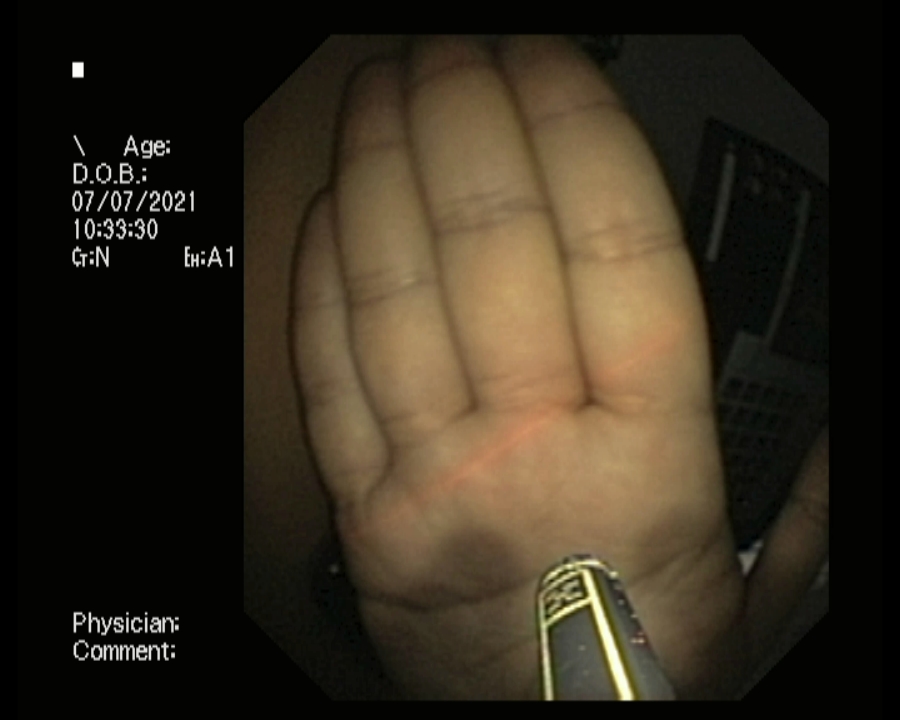 \ Age:
D.O.B.:
07/07/2021
10:33:30
Cr:N EH:A1
Physician:
Comment: